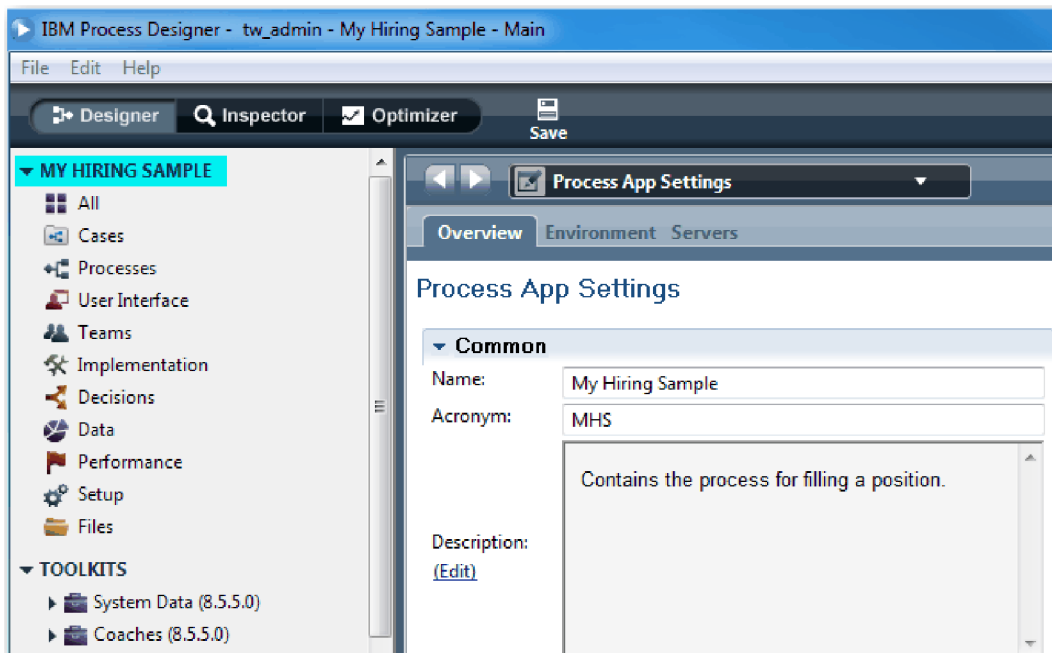 IBM Process Designer - tw_admin - My Hiring Sample - Main
File Edit Help
Designer Inspector Optimizer Save
MY HIRING SAMPLE
All
Cases
Processes
User Interface
Teams
Implementation
Decisions
Data
Performance
Setup
Files
TOOLKITS
System Data (8.5.5.0)
Coaches (8.5.5.0)
Process App Settings
Overview Environment Servers
Process App Settings
Common
Name: My Hiring Sample
Acronym: MHS
Contains the process for filling a position.
Description:
(Edit)